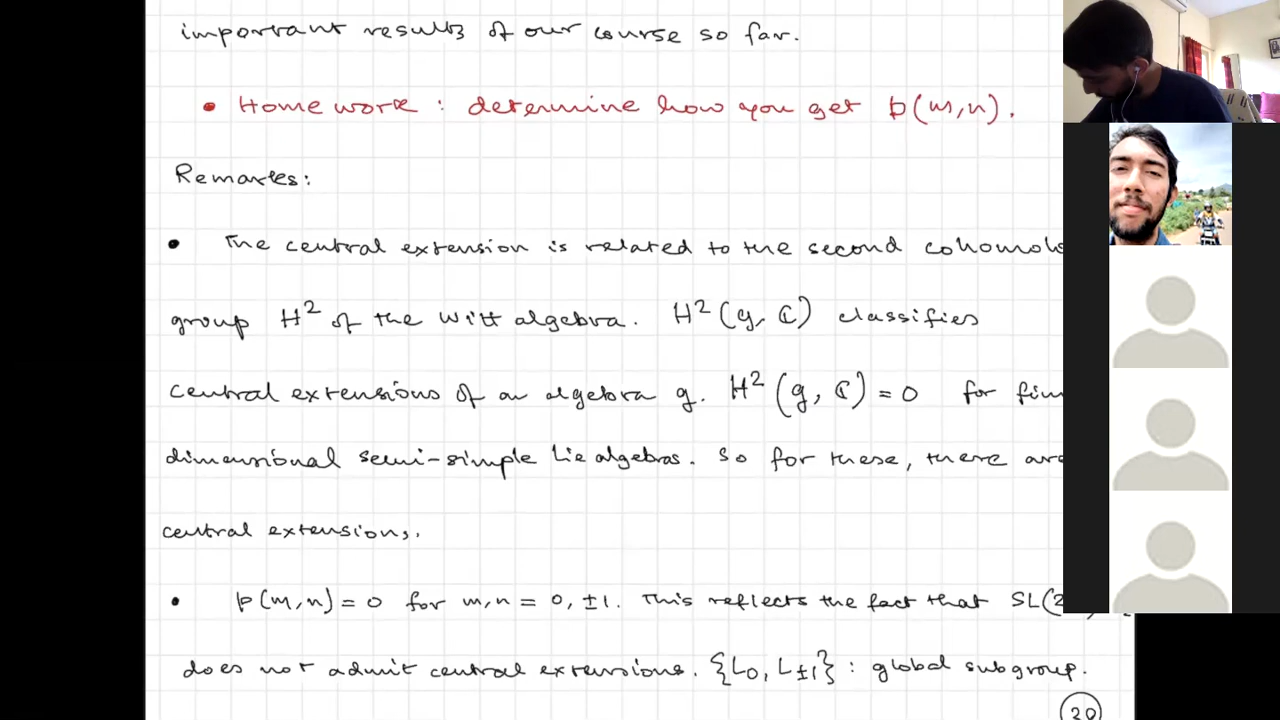 important results of our course so far.
• Homework : determine how you get p(m,n).
Remarks:
• The central extension is related to the second cohomolo
group H² of the Witt algebra. H²(g, ℂ) classifies
central extensions of an algebra g. H²(g, ℂ) = 0 for fin
dimensional semi-simple Lie algebras. So for these, there are
central extensions.
• p(m,n) = 0 for m,n = 0, ±1. This reflects the fact that SL(2
does not admit central extensions. {L₀, L±₁} : global subgroup.
20